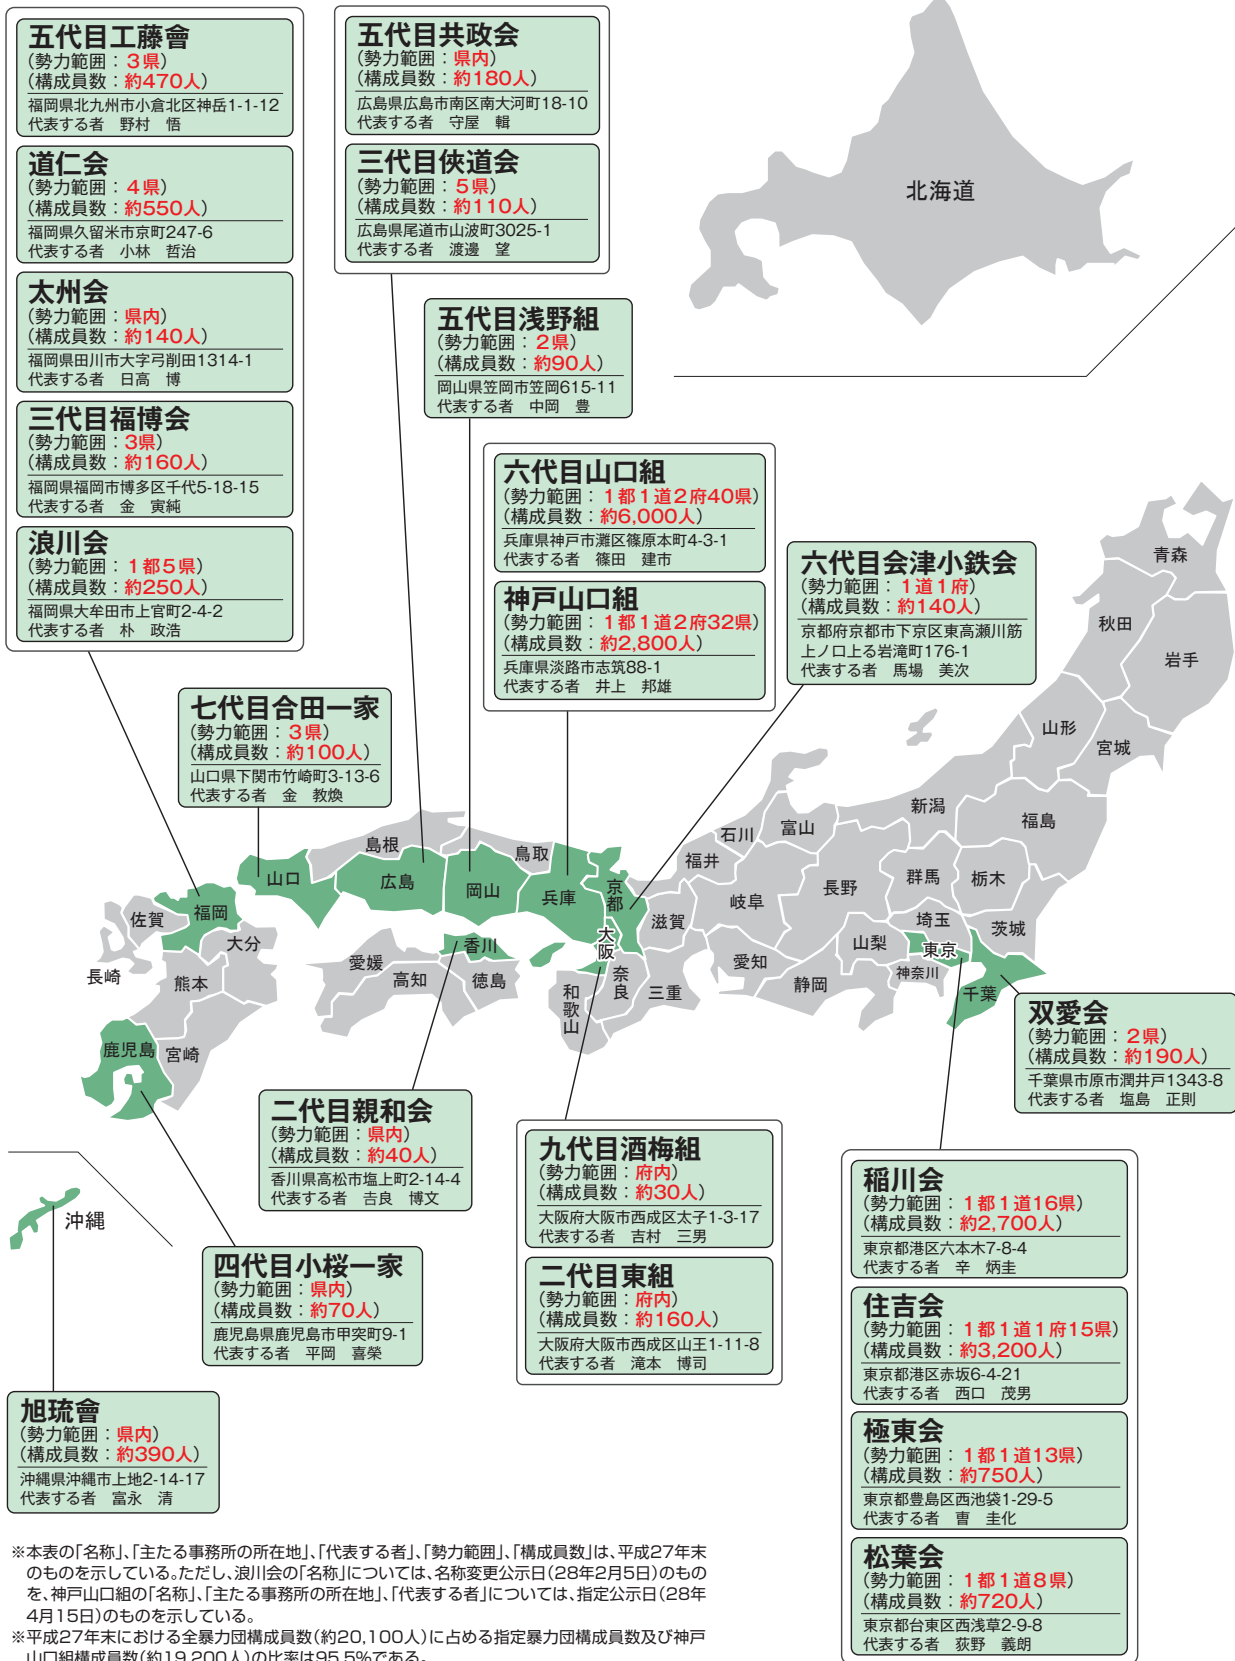 五代目工藤會
(勢力範囲：3県)
(構成員数：約470人)
福岡県北九州市小倉北区神岳1-1-12
代表する者　野村　悟
道仁会
(勢力範囲：4県)
(構成員数：約550人)
福岡県久留米市京町247-6
代表する者　小林　哲治
太州会
(勢力範囲：県内)
(構成員数：約140人)
福岡県田川市大字弓削田1314-1
代表する者　日高　博
三代目福博会
(勢力範囲：3県)
(構成員数：約160人)
福岡県福岡市博多区千代5-18-15
代表する者　金　寅純
浪川会
(勢力範囲：1都5県)
(構成員数：約250人)
福岡県大牟田市上官町2-4-2
代表する者　朴　政浩
五代目共政会
(勢力範囲：県内)
(構成員数：約180人)
広島県広島市南区南大河町18-10
代表する者　守屋　輯
三代目俠道会
(勢力範囲：5県)
(構成員数：約110人)
広島県尾道市山波町3025-1
代表する者　渡邊　望
五代目浅野組
(勢力範囲：2県)
(構成員数：約90人)
岡山県笠岡市笠岡615-11
代表する者　中岡　豊
六代目山口組
(勢力範囲：1都1道2府40県)
(構成員数：約6,000人)
兵庫県神戸市灘区篠原本町4-3-1
代表する者　篠田　建市
神戸山口組
(勢力範囲：1都1道2府32県)
(構成員数：約2,800人)
兵庫県淡路市志筑88-1
代表する者　井上　邦雄
六代目会津小鉄会
(勢力範囲：1道1府)
(構成員数：約140人)
京都府京都市下京区東高瀬川筋
上ノ口上る岩滝町176-1
代表する者　馬場　美次
七代目合田一家
(勢力範囲：3県)
(構成員数：約100人)
山口県下関市竹崎町3-13-6
代表する者　金　教煥
北海道
青森
秋田
岩手
山形
宮城
新潟
福島
石川
富山
福井
群馬
栃木
長野
岐阜
埼玉
茨城
山梨
東京
神奈川
千葉
愛知
静岡
滋賀
三重
京都
大阪
奈良
和歌山
兵庫
鳥取
島根
岡山
広島
山口
香川
愛媛
高知
徳島
福岡
佐賀
大分
長崎
熊本
宮崎
鹿児島
沖縄
双愛会
(勢力範囲：2県)
(構成員数：約190人)
千葉県市原市潤井戸1343-8
代表する者　塩島　正則
二代目親和会
(勢力範囲：県内)
(構成員数：約40人)
香川県高松市塩上町2-14-4
代表する者　吉良　博文
九代目酒梅組
(勢力範囲：府内)
(構成員数：約30人)
大阪府大阪市西成区太子1-3-17
代表する者　吉村　三男
二代目東組
(勢力範囲：府内)
(構成員数：約160人)
大阪府大阪市西成区山王1-11-8
代表する者　滝本　博司
四代目小桜一家
(勢力範囲：県内)
(構成員数：約70人)
鹿児島県鹿児島市甲突町9-1
代表する者　平岡　喜榮
旭琉會
(勢力範囲：県内)
(構成員数：約390人)
沖縄県沖縄市上地2-14-17
代表する者　富永　清
稲川会
(勢力範囲：1都1道16県)
(構成員数：約2,700人)
東京都港区六本木7-8-4
代表する者　辛　炳圭
住吉会
(勢力範囲：1都1道1府15県)
(構成員数：約3,200人)
東京都港区赤坂6-4-21
代表する者　西口　茂男
極東会
(勢力範囲：1都1道13県)
(構成員数：約750人)
東京都豊島区西池袋1-29-5
代表する者　曺　圭化
松葉会
(勢力範囲：1都1道8県)
(構成員数：約720人)
東京都台東区西浅草2-9-8
代表する者　荻野　義朗
※本表の「名称」、「主たる事務所の所在地」、「代表する者」、「勢力範囲」、「構成員数」は、平成27年末
のものを示している。ただし、浪川会の「名称」については、名称変更公示日(28年2月5日)のもの
を、神戸山口組の「名称」、「主たる事務所の所在地」、「代表する者」については、指定公示日(28年
4月15日)のものを示している。
※平成27年末における全暴力団構成員数(約20,100人)に占める指定暴力団構成員数及び神戸
山口組構成員数(約19,200人)の比率は95.5%である。